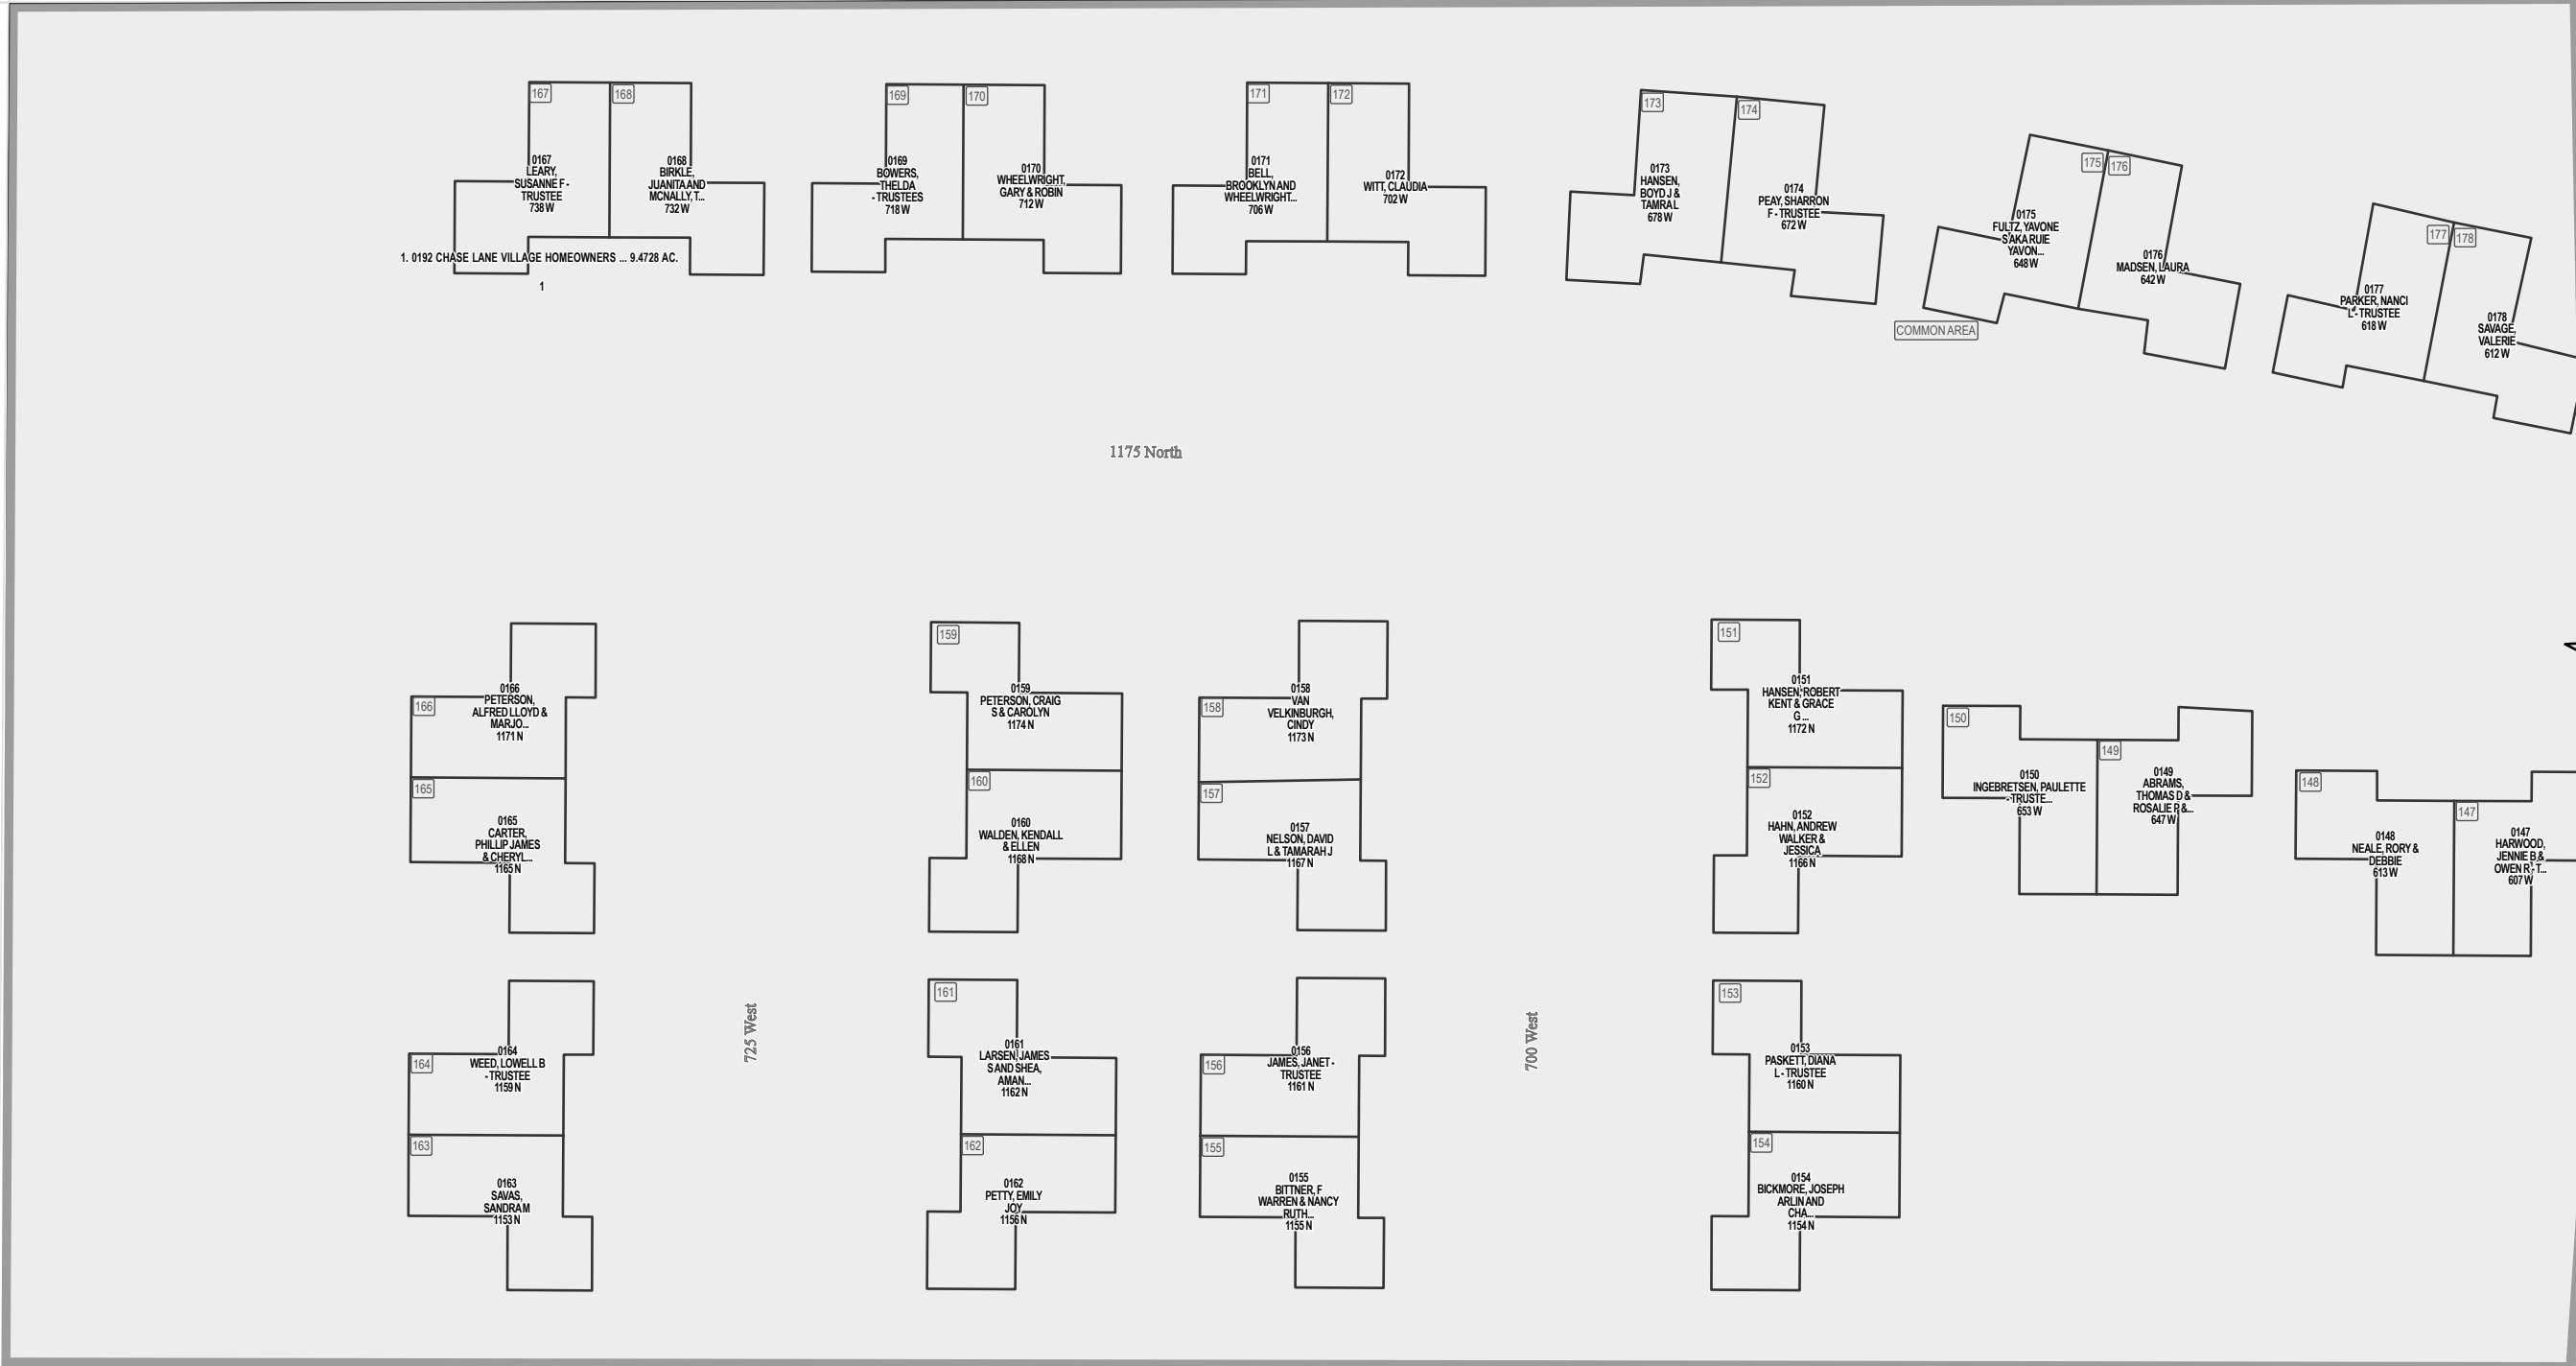 167
168
0167
LEARY,
SUSANNE F -
TRUSTEE
738 W
0168
BIRKLE,
JUANITA AND
MCNALLY, T...
732 W
1. 0192 CHASE LANE VILLAGE HOMEOWNERS ... 9.4728 AC.
1
169
170
0169
BOWERS,
THELDA
- TRUSTEES
718 W
0170
WHEELWRIGHT,
GARY & ROBIN
712 W
171
172
0171
BELL,
BROOKLYN AND
WHEELWRIGHT...
706 W
0172
WITT, CLAUDIA
702 W
173
174
0173
HANSEN,
BOYD J &
TAMRA L
678 W
0174
PEAY, SHARRON
F - TRUSTEE
672 W
175
176
0175
FULTZ, YAVONE
S AKA RUIE
YAVON...
648 W
0176
MADSEN, LAURA
642 W
COMMON AREA
177
178
0177
PARKER, NANCI
L - TRUSTEE
618 W
0178
SAVAGE,
VALERIE
612 W
1175 North
166
0166
PETERSON,
ALFRED LLOYD &
MARJO...
1171 N
165
0165
CARTER,
PHILLIP JAMES
& CHERYL...
1165 N
159
0159
PETERSON, CRAIG
S & CAROLYN
1174 N
160
0160
WALDEN, KENDALL
& ELLEN
1168 N
158
0158
VAN
VELKINBURGH,
CINDY
1173 N
157
0157
NELSON, DAVID
L & TAMARAH J
1167 N
151
0151
HANSEN, ROBERT
KENT & GRACE
G ...
1172 N
152
0152
HAHN, ANDREW
WALKER &
JESSICA
1166 N
150
0150
INGEBRETSEN, PAULETTE
- TRUSTE...
653 W
149
0149
ABRAMS,
THOMAS D &
ROSALIE P &...
647 W
148
0148
NEALE, RORY &
DEBBIE
613 W
147
0147
HARWOOD,
JENNIE B &
OWEN R - T...
607 W
164
0164
WEED, LOWELL B
- TRUSTEE
1159 N
163
0163
SAVAS,
SANDRA M
1153 N
725 West
161
0161
LARSEN, JAMES
S AND SHEA,
AMAN...
1162 N
162
0162
PETTY, EMILY
JOY
1156 N
156
0156
JAMES, JANET -
TRUSTEE
1161 N
155
0155
BITTNER, F
WARREN & NANCY
RUTH...
1155 N
700 West
153
0153
PASKETT, DIANA
L - TRUSTEE
1160 N
154
0154
BICKMORE, JOSEPH
ARLIN AND
CHA...
1154 N